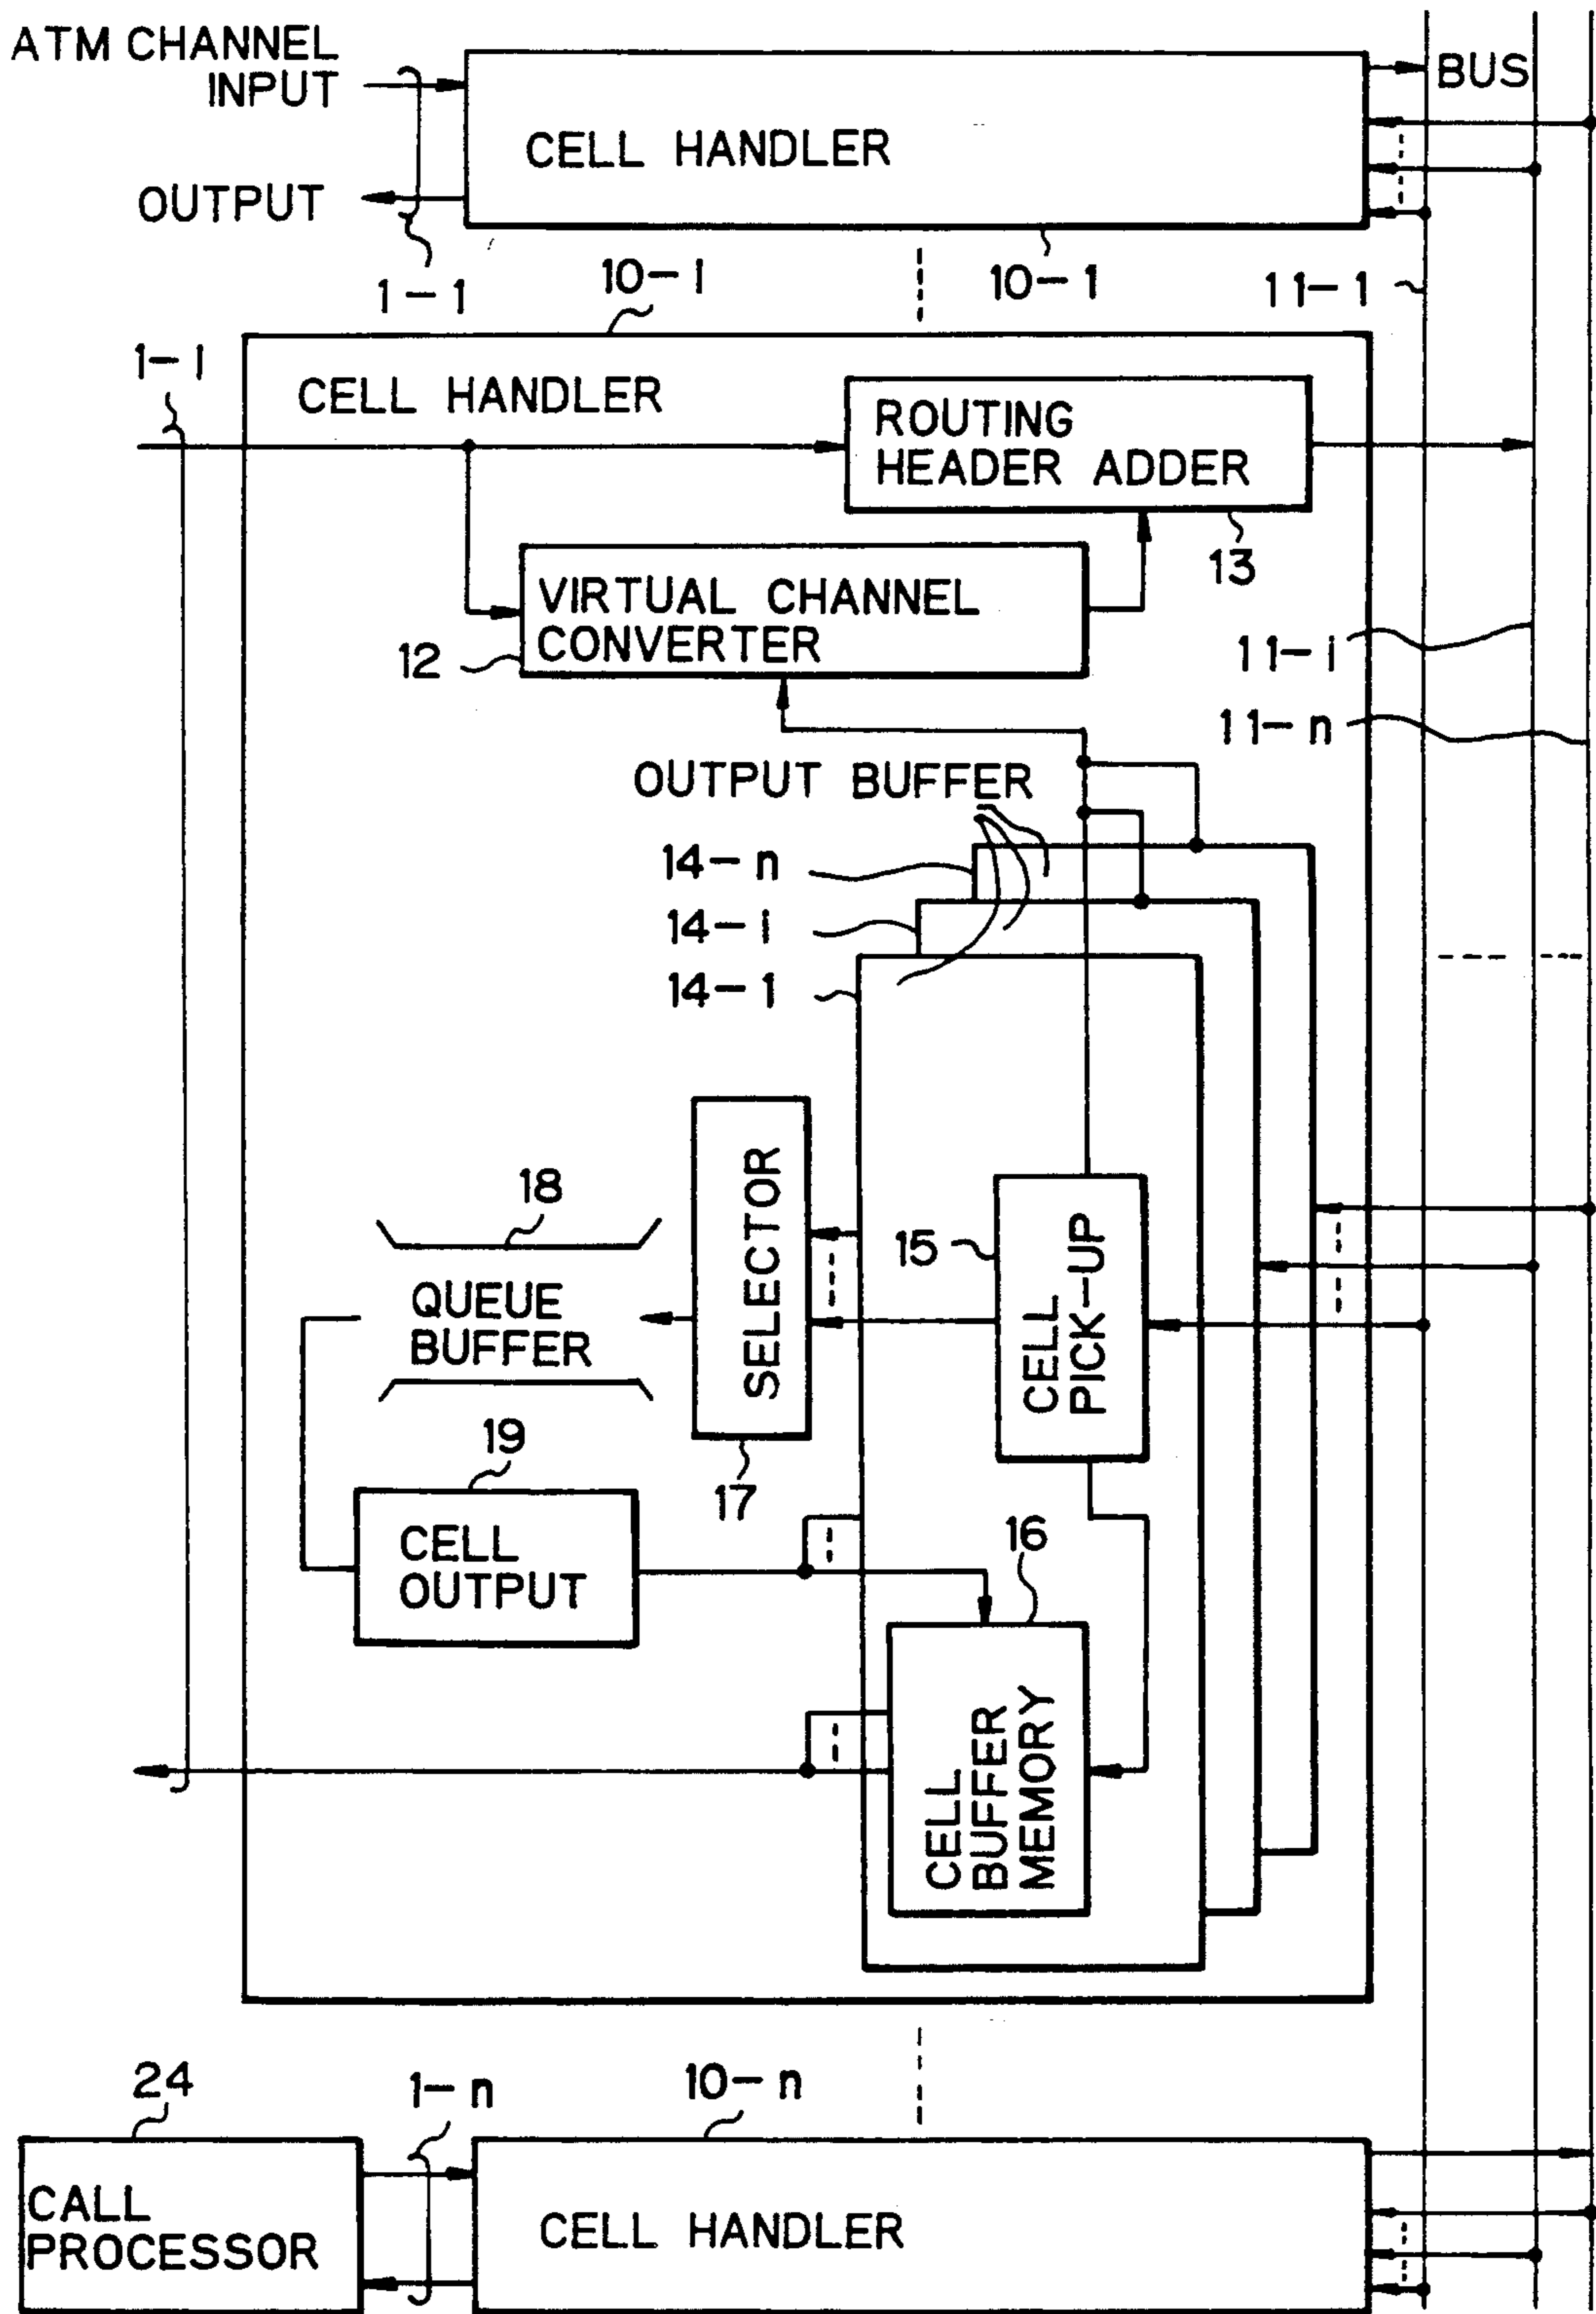 ATM CHANNEL
INPUT
BUS
CELL HANDLER
OUTPUT
1-1
10-i
10-1
11-1
1-i
CELL HANDLER
ROUTING
HEADER ADDER
13
VIRTUAL CHANNEL
CONVERTER
12
11-i
11-n
OUTPUT BUFFER
14-n
14-i
14-1
18
SELECTOR
15
CELL
PICK-UP
QUEUE
BUFFER
19
17
16
CELL
OUTPUT
CELL
BUFFER
MEMORY
24
1-n
10-n
CALL
PROCESSOR
CELL HANDLER